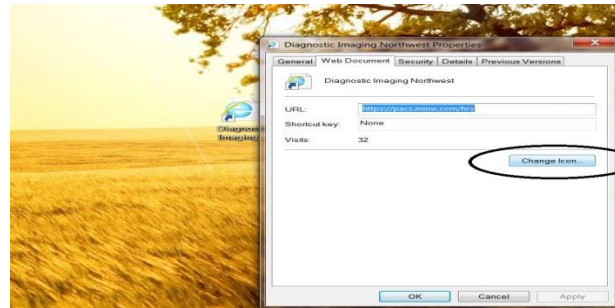 Diagnostic Imaging Northwest Properties
General Web Document Security Details Previous Versions
Diagnostic Imaging Northwest
URL: https://pacs.minw.com/hrs
Shortcut key: None
Visits: 32
Change Icon...
Imaging
OK Cancel Apply